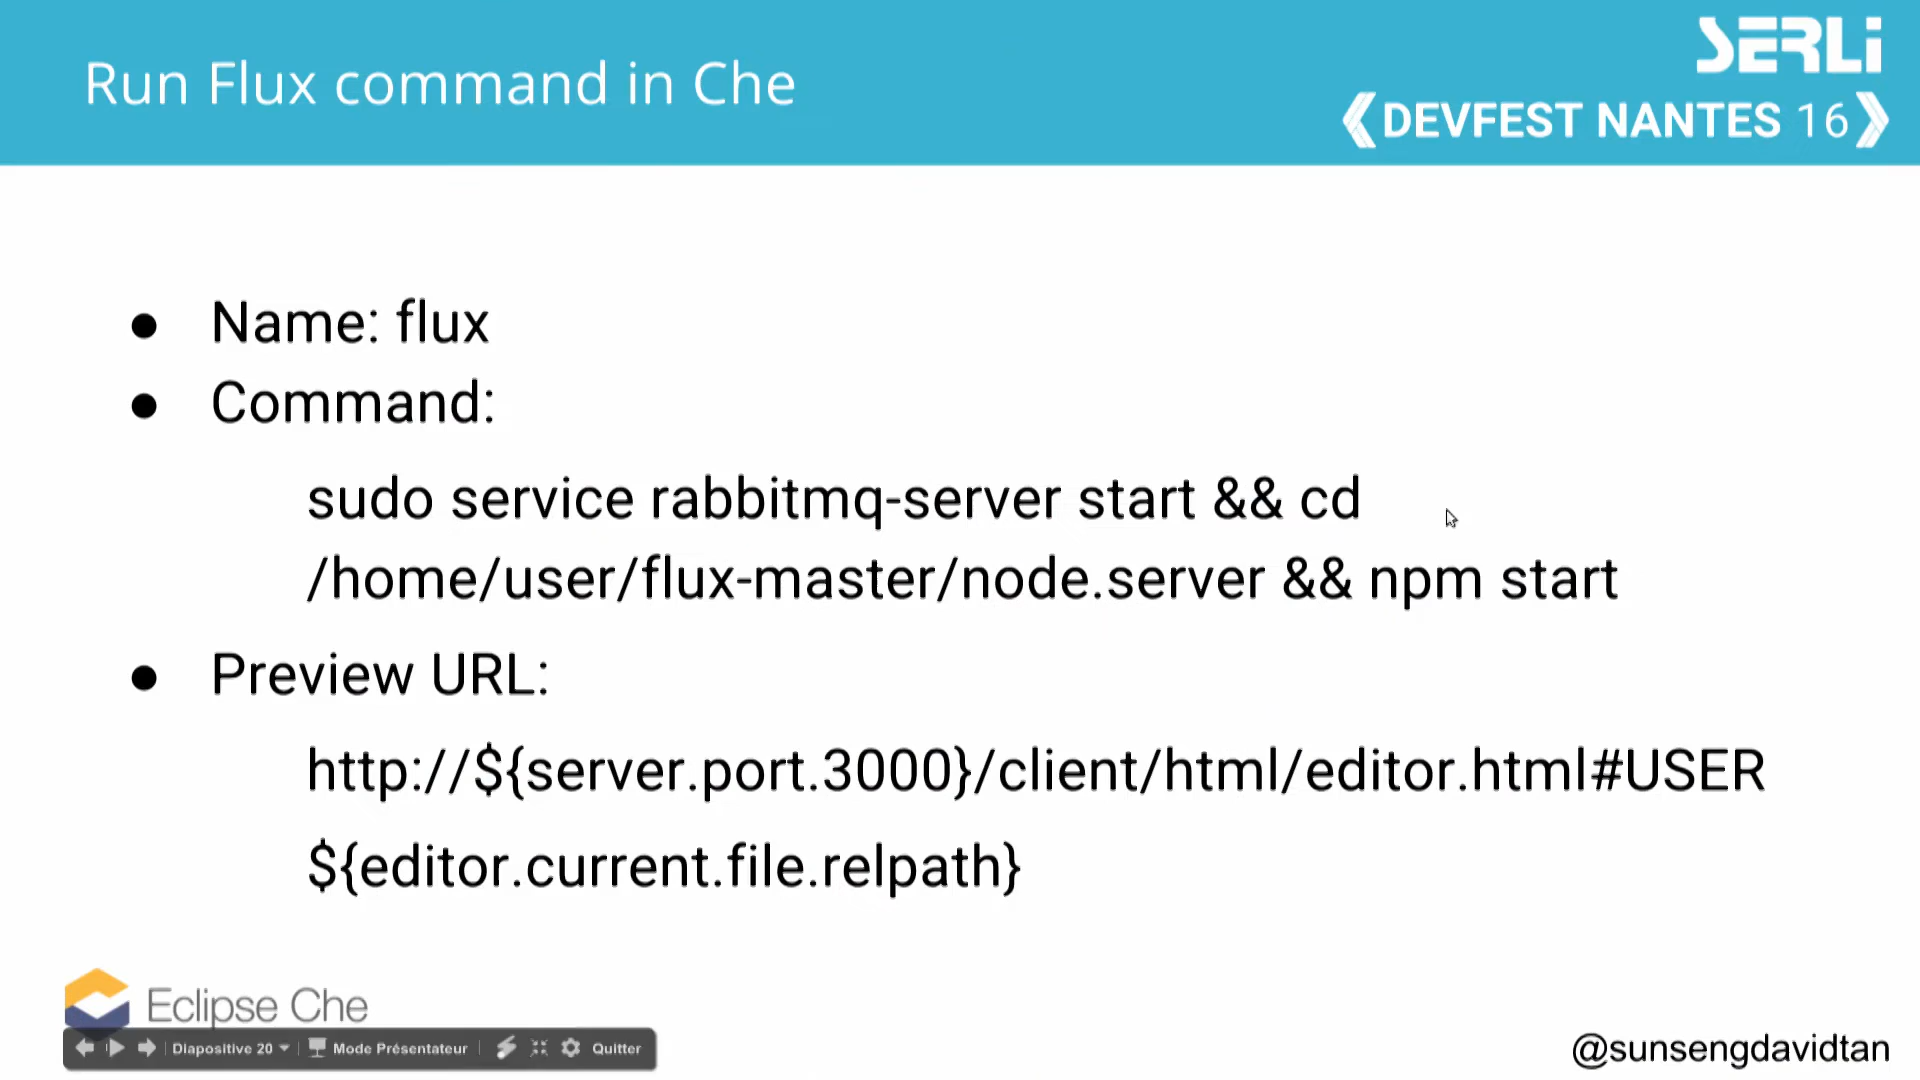 Run Flux command in Che
SERLi
DEVFEST NANTES 16
● Name: flux
● Command:
sudo service rabbitmq-server start && cd
/home/user/flux-master/node.server && npm start
● Preview URL:
http://${server.port.3000}/client/html/editor.html#USER
${editor.current.file.relpath}
Eclipse Che
Diapositive 20 Mode Présentateur Quitter
@sunsengdavidtan